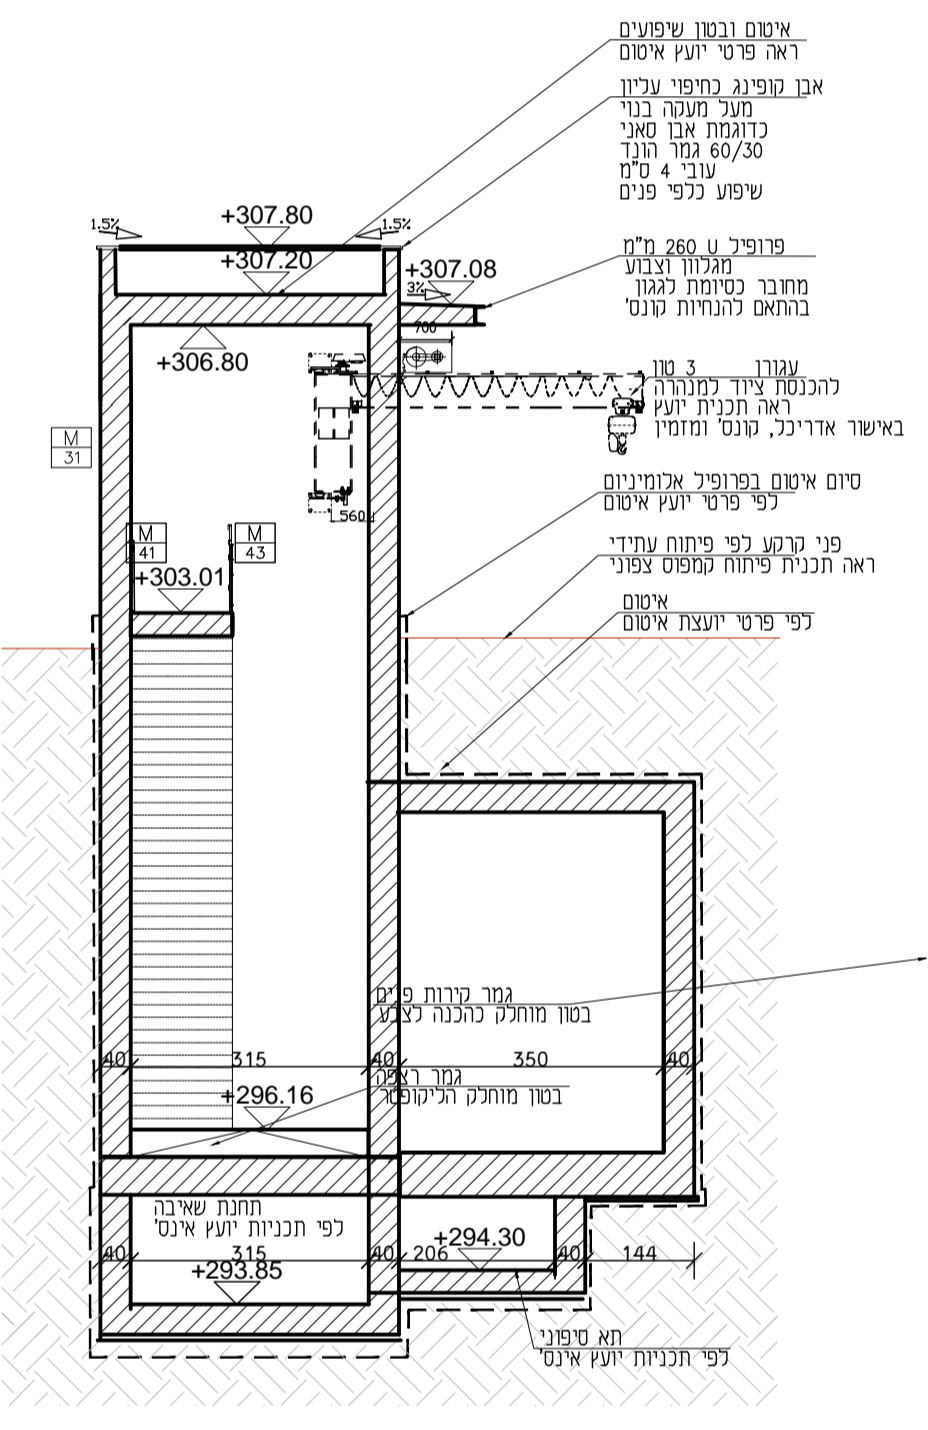 איטום ובטון שיפועים
ראה פרטי יועץ איטום
אבן קופינג כחיפוי עליון
מעל מעקה בנוי
כדוגמת אבן סאני
60/30 גמר הונד
עובי 4 ס"מ
שיפוע כלפי פנים
1.5%
+307.80
1.5%
+307.20
+307.08
3%
פרופיל U 260 מ"מ
מגלוון וצבוע
מחובר כסיומת לגגון
בהתאם להנחיות קונס'
700
+306.80
עגורן 3 טון
להכנסת ציוד למנהרה
ראה תכנית יועץ
באישור אדריכל, קונס' ומזמין
M
31
560
סיום איטום בפרופיל אלומיניום
לפי פרטי יועץ איטום
M
41
M
43
+303.01
פני קרקע לפי פיתוח עתידי
ראה תכנית פיתוח קמפוס צפוני
איטום
לפי פרטי יועצת איטום
גמר קירות פנים
בטון מוחלק כהכנה לצבע
40 315 40 350 40
גמר רצפה
בטון מוחלק הליקופטר
+296.16
תחנת שאיבה
לפי תכניות יועץ אינס'
+294.30
40 315 40 206 40 144
+293.85
תא סיפוני
לפי תכניות יועץ אינס'